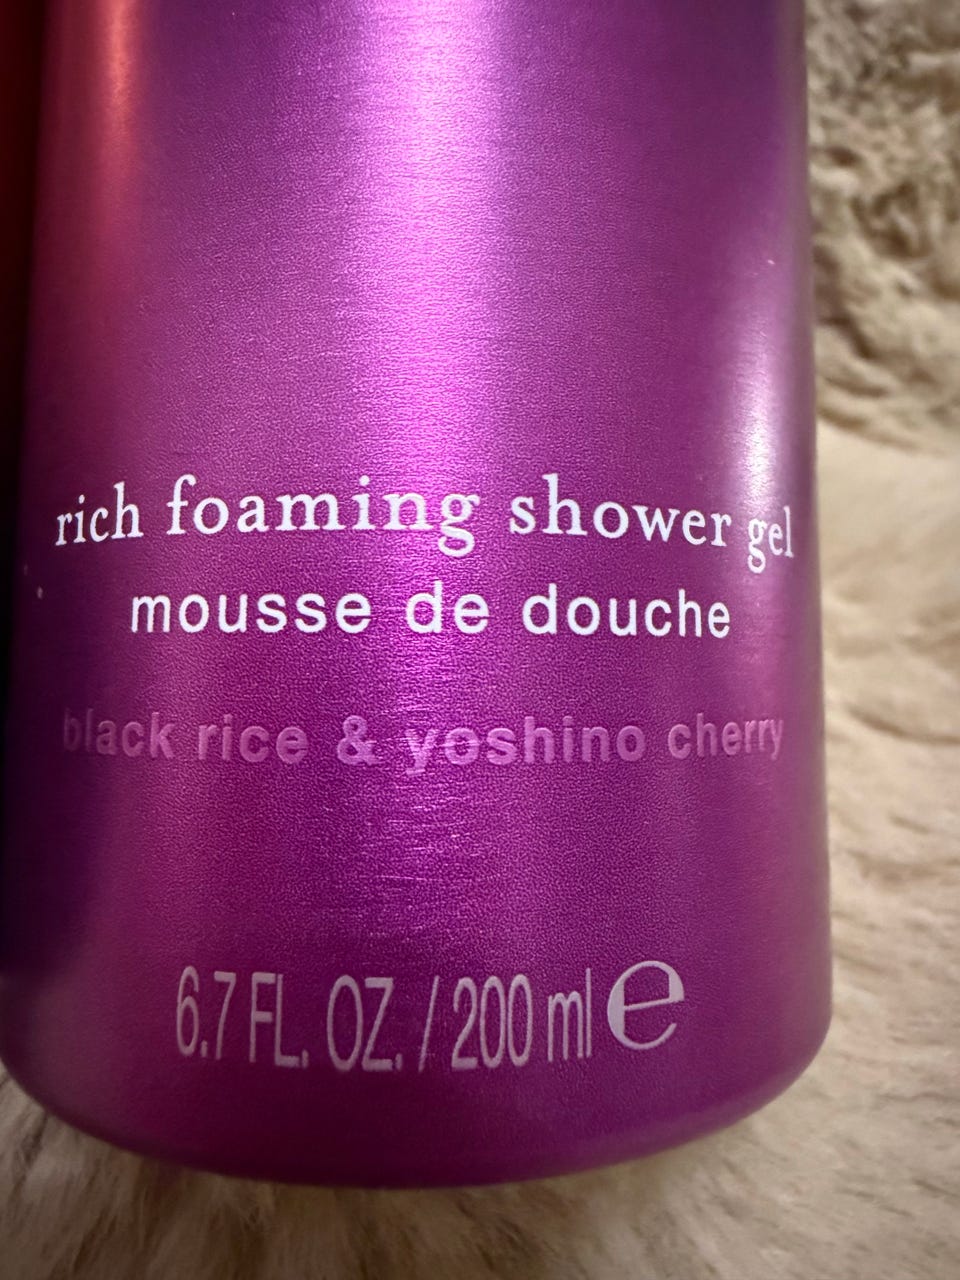 rich foaming shower gel
mousse de douche
black rice & yoshino cherry
6.7 FL. OZ. / 200 ml e